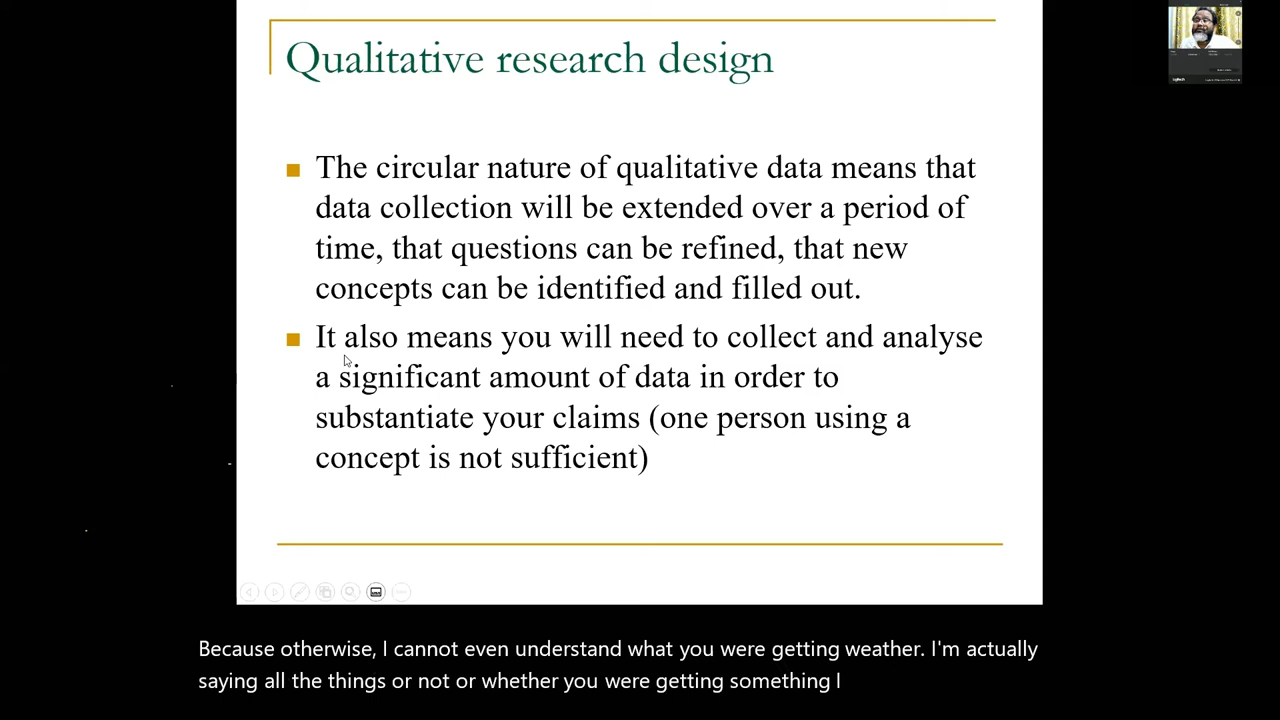 Qualitative research design
The circular nature of qualitative data means that
data collection will be extended over a period of
time, that questions can be refined, that new
concepts can be identified and filled out.
It also means you will need to collect and analyse
a significant amount of data in order to
substantiate your claims (one person using a
concept is not sufficient)
Because otherwise, I cannot even understand what you were getting weather. I'm actually
saying all the things or not or whether you were getting something I